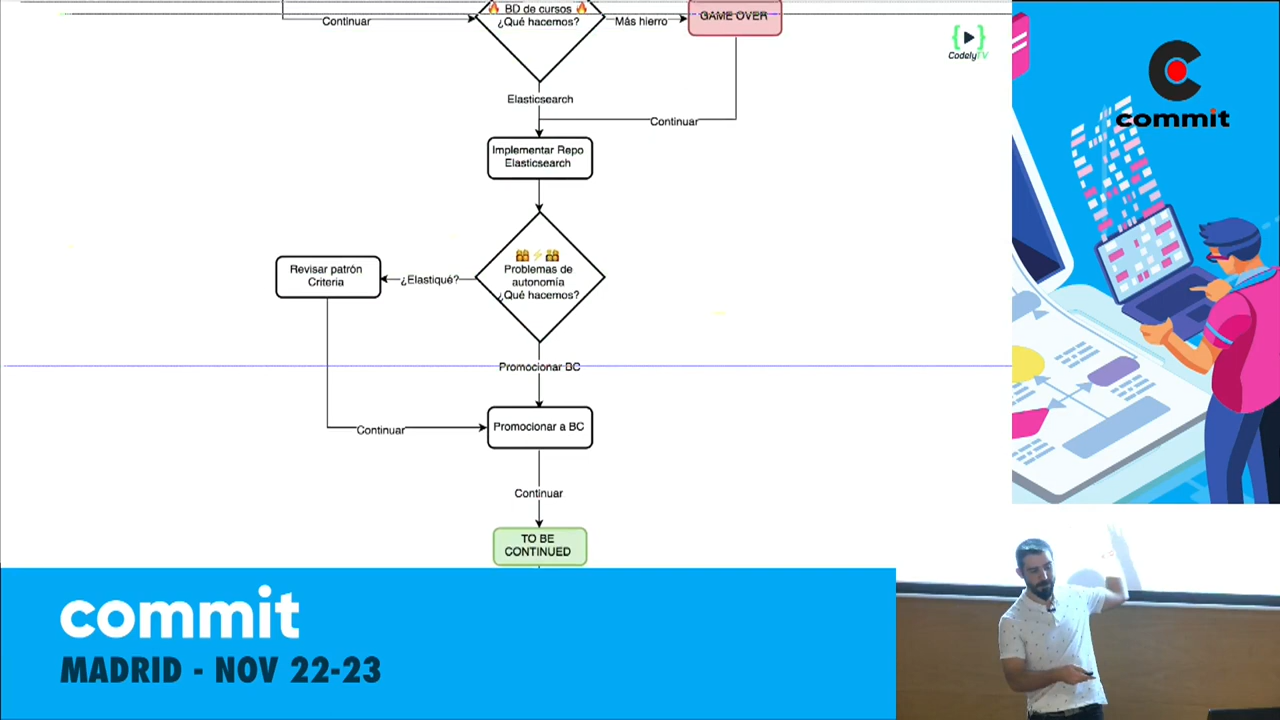 BD de cursos
¿Qué hacemos?
Continuar
Más hierro
GAME OVER
CodelyTV
commit
Elasticsearch
Continuar
Implementar Repo
Elasticsearch
Problemas de
autonomía
¿Qué hacemos?
¿Elastiqué?
Revisar patrón
Criteria
Promocionar BC
Continuar
Promocionar a BC
Continuar
TO BE
CONTINUED
commit
MADRID - NOV 22-23